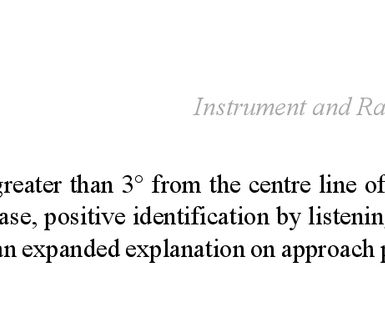 Instrument and Ra
greater than 3° from the centre line of
ase, positive identification by listenin
an expanded explanation on approach p